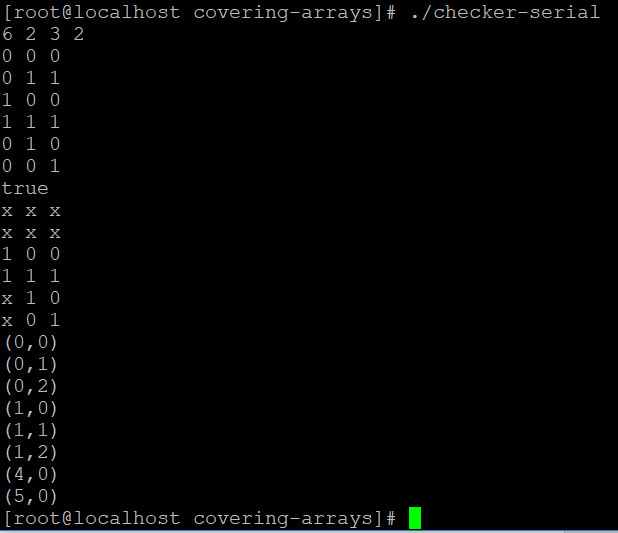 [root@localhost covering-arrays]# ./checker-serial
6 2 3 2
0 0 0
0 1 1
1 0 0
1 1 1
0 1 0
0 0 1
true
x x x
x x x
1 0 0
1 1 1
x 1 0
x 0 1
(0,0)
(0,1)
(0,2)
(1,0)
(1,1)
(1,2)
(4,0)
(5,0)
[root@localhost covering-arrays]#